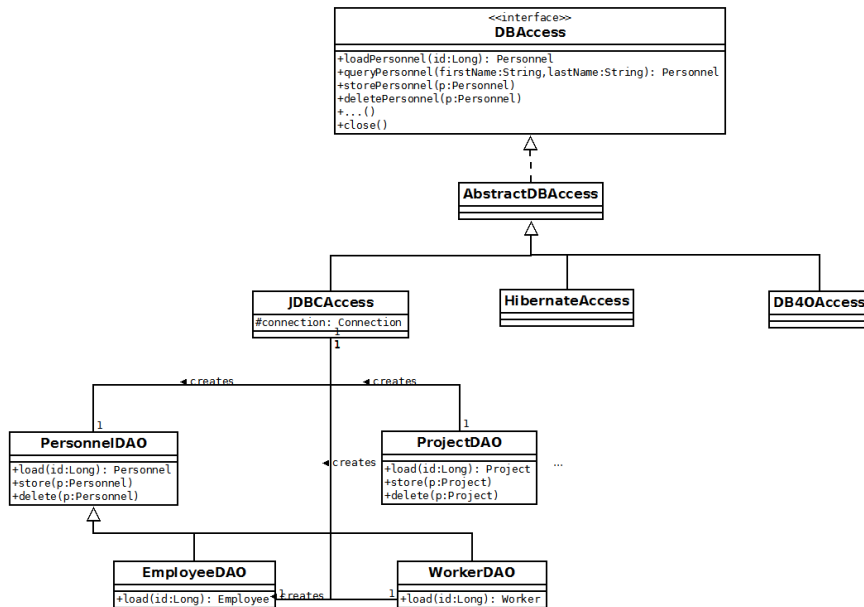 <<interface>>
DBAccess
+loadPersonnel(id:Long): Personnel
+queryPersonnel(firstName:String,lastName:String): Personnel
+storePersonnel(p:Personnel)
+deletePersonnel(p:Personnel)
+...()
+close()
AbstractDBAccess
JDBCAccess
#connection: Connection
1
1
HibernateAccess
DB4OAccess
◄ creates
◄ creates
1
1
PersonnelDAO
+load(id:Long): Personnel
+store(p:Personnel)
+delete(p:Personnel)
◄ creates
ProjectDAO
+load(id:Long): Project
+store(p:Project)
+delete(p:Project)
...
EmployeeDAO
+load(id:Long): Employee
1
◄ creates
1
WorkerDAO
+load(id:Long): Worker